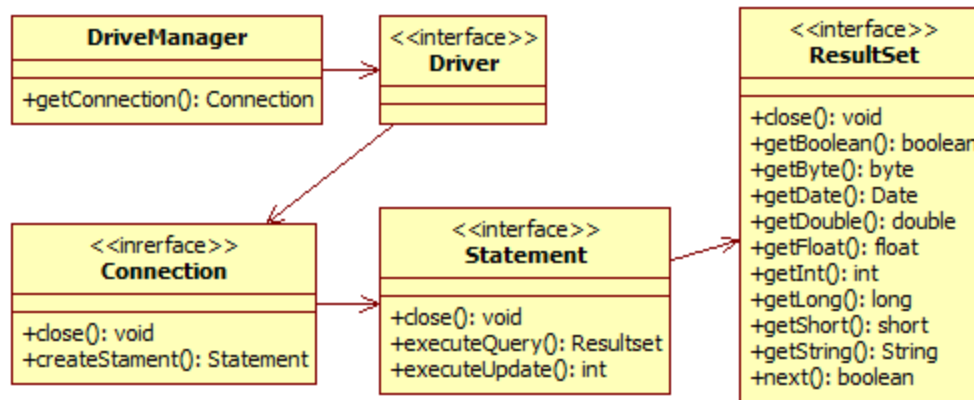 DriveManager
+getConnection(): Connection
<<interface>>
Driver
<<interface>>
ResultSet
+close(): void
+getBoolean(): boolean
+getByte(): byte
+getDate(): Date
+getDouble(): double
+getFloat(): float
+getInt(): int
+getLong(): long
+getShort(): short
+getString(): String
+next(): boolean
<<inrerface>>
Connection
+close(): void
+createStament(): Statement
<<interface>>
Statement
+close(): void
+executeQuery(): Resultset
+executeUpdate(): int